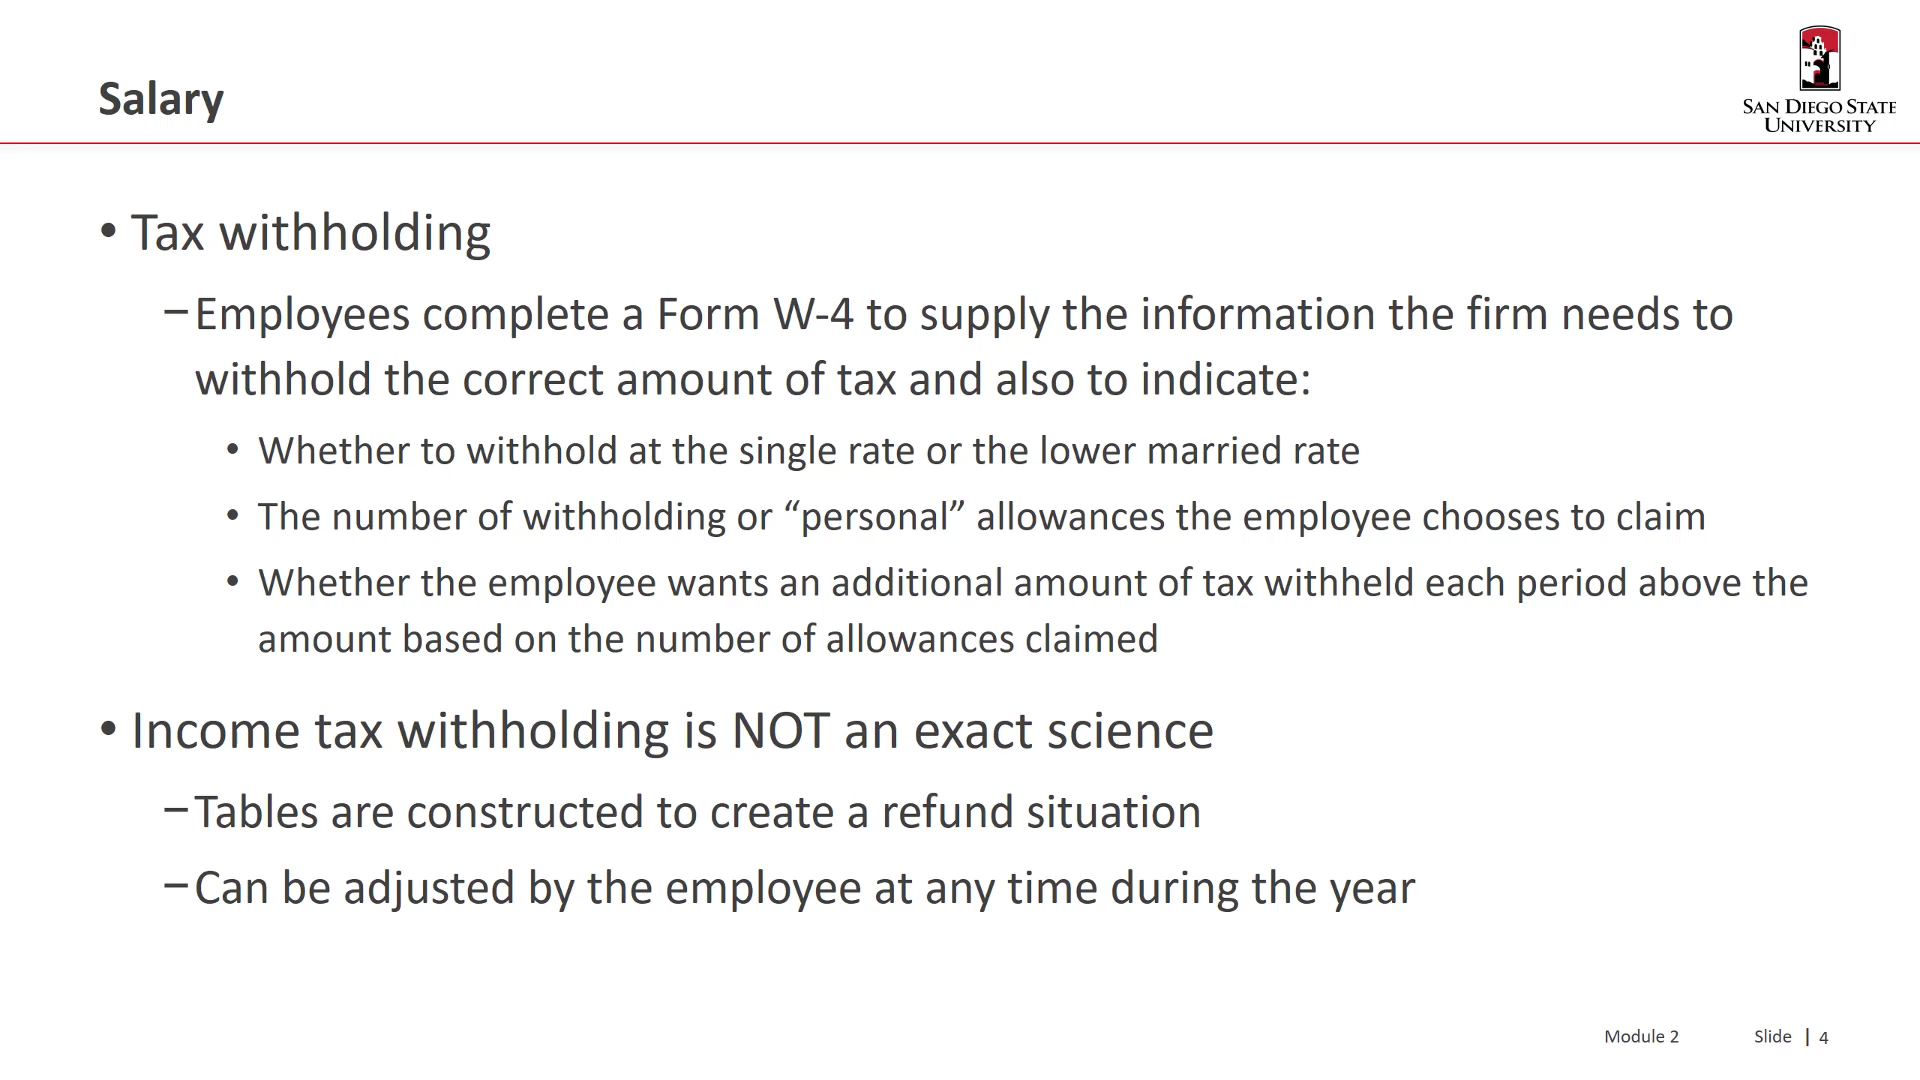 Salary
SAN DIEGO STATE
UNIVERSITY
• Tax withholding
–Employees complete a Form W-4 to supply the information the firm needs to
withhold the correct amount of tax and also to indicate:
• Whether to withhold at the single rate or the lower married rate
• The number of withholding or “personal” allowances the employee chooses to claim
• Whether the employee wants an additional amount of tax withheld each period above the
amount based on the number of allowances claimed
• Income tax withholding is NOT an exact science
–Tables are constructed to create a refund situation
–Can be adjusted by the employee at any time during the year
Module 2 Slide | 4